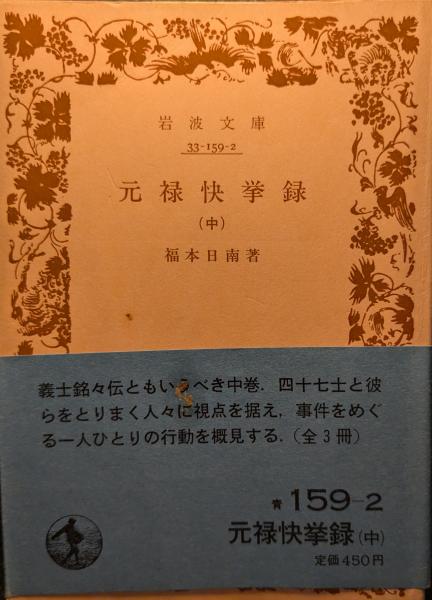 岩波文庫
33-159-2
元禄快挙録
(中)
福本日南著
義士銘々伝ともいうべき中巻．四十七士と彼
らをとりまく人々に視点を据え，事件をめぐ
る一人ひとりの行動を概見する．(全3冊)
青 159-2
元禄快挙録(中)
定価450円